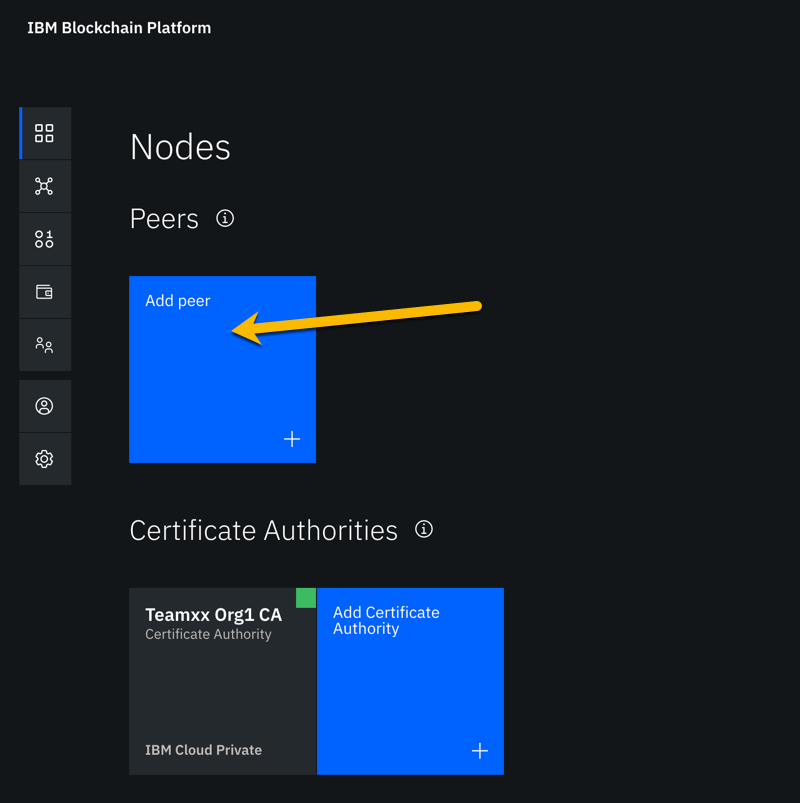 IBM Blockchain Platform
Nodes
Peers
Add peer
Certificate Authorities
Teamxx Org1 CA
Certificate Authority
IBM Cloud Private
Add Certificate
Authority